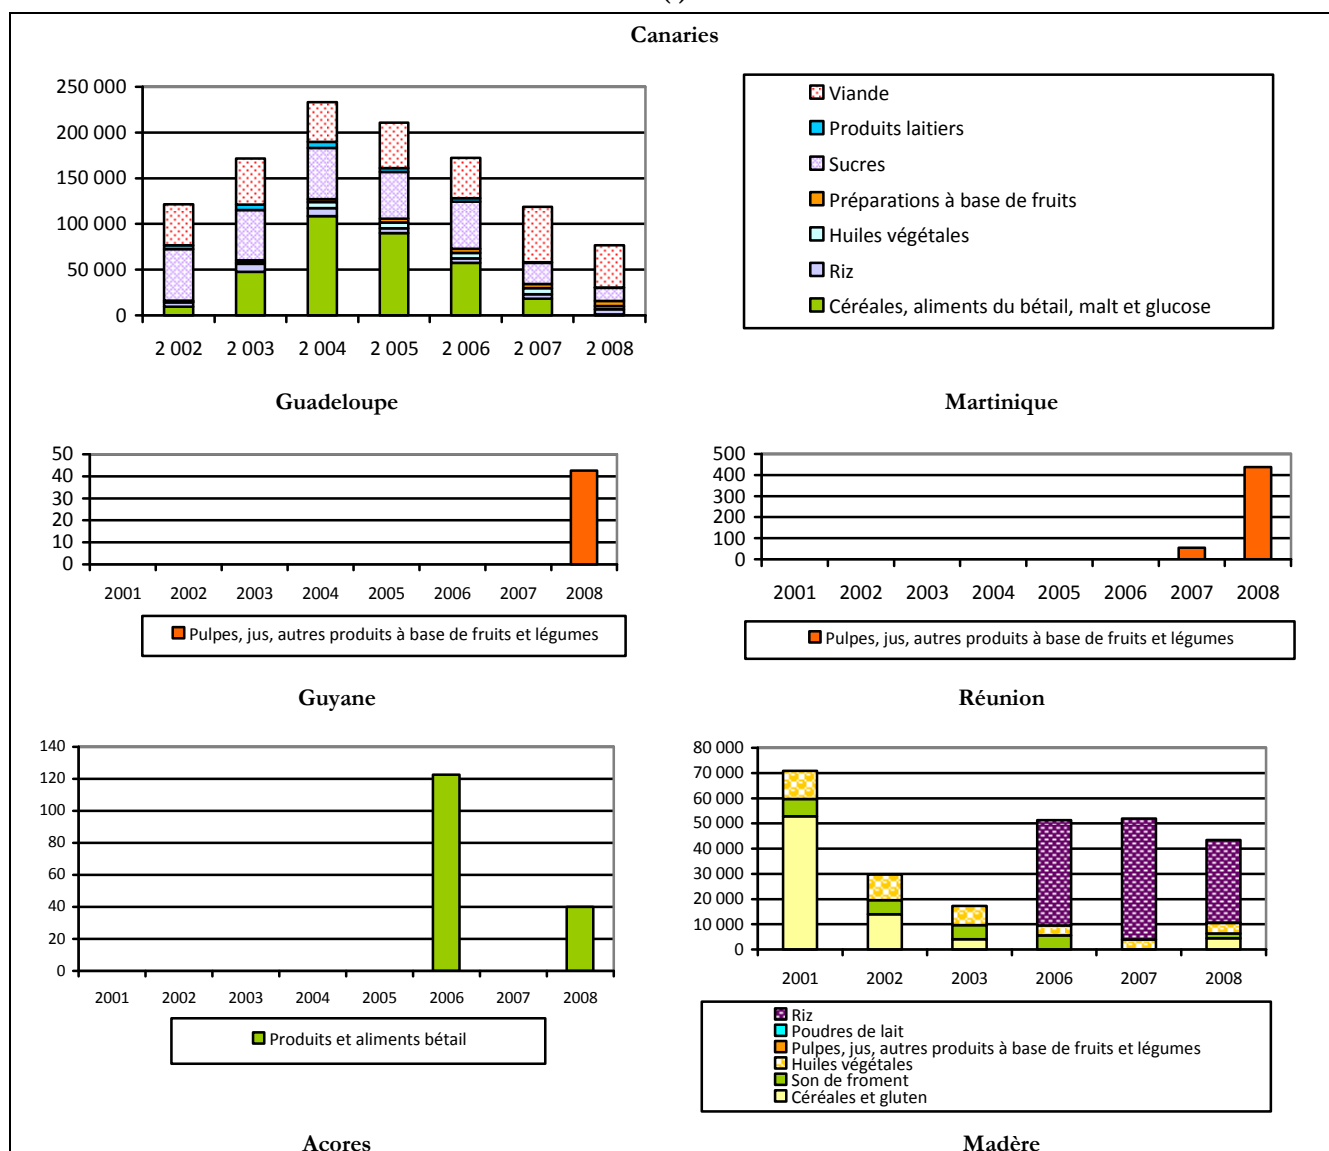 Canaries
250 000
200 000
150 000
100 000
50 000
0
2 002 2 003 2 004 2 005 2 006 2 007 2 008
Viande
Produits laitiers
Sucres
Préparations à base de fruits
Huiles végétales
Riz
Céréales, aliments du bétail, malt et glucose
Guadeloupe
50
40
30
20
10
0
2001 2002 2003 2004 2005 2006 2007 2008
Pulpes, jus, autres produits à base de fruits et légumes
Martinique
500
400
300
200
100
0
2001 2002 2003 2004 2005 2006 2007 2008
Pulpes, jus, autres produits à base de fruits et légumes
Guyane
140
120
100
80
60
40
20
0
2001 2002 2003 2004 2005 2006 2007 2008
Produits et aliments bétail
Réunion
80 000
70 000
60 000
50 000
40 000
30 000
20 000
10 000
0
2001 2002 2003 2006 2007 2008
Riz
Poudres de lait
Pulpes, jus, autres produits à base de fruits et légumes
Huiles végétales
Son de froment
Céréales et gluten
Açores
Madère